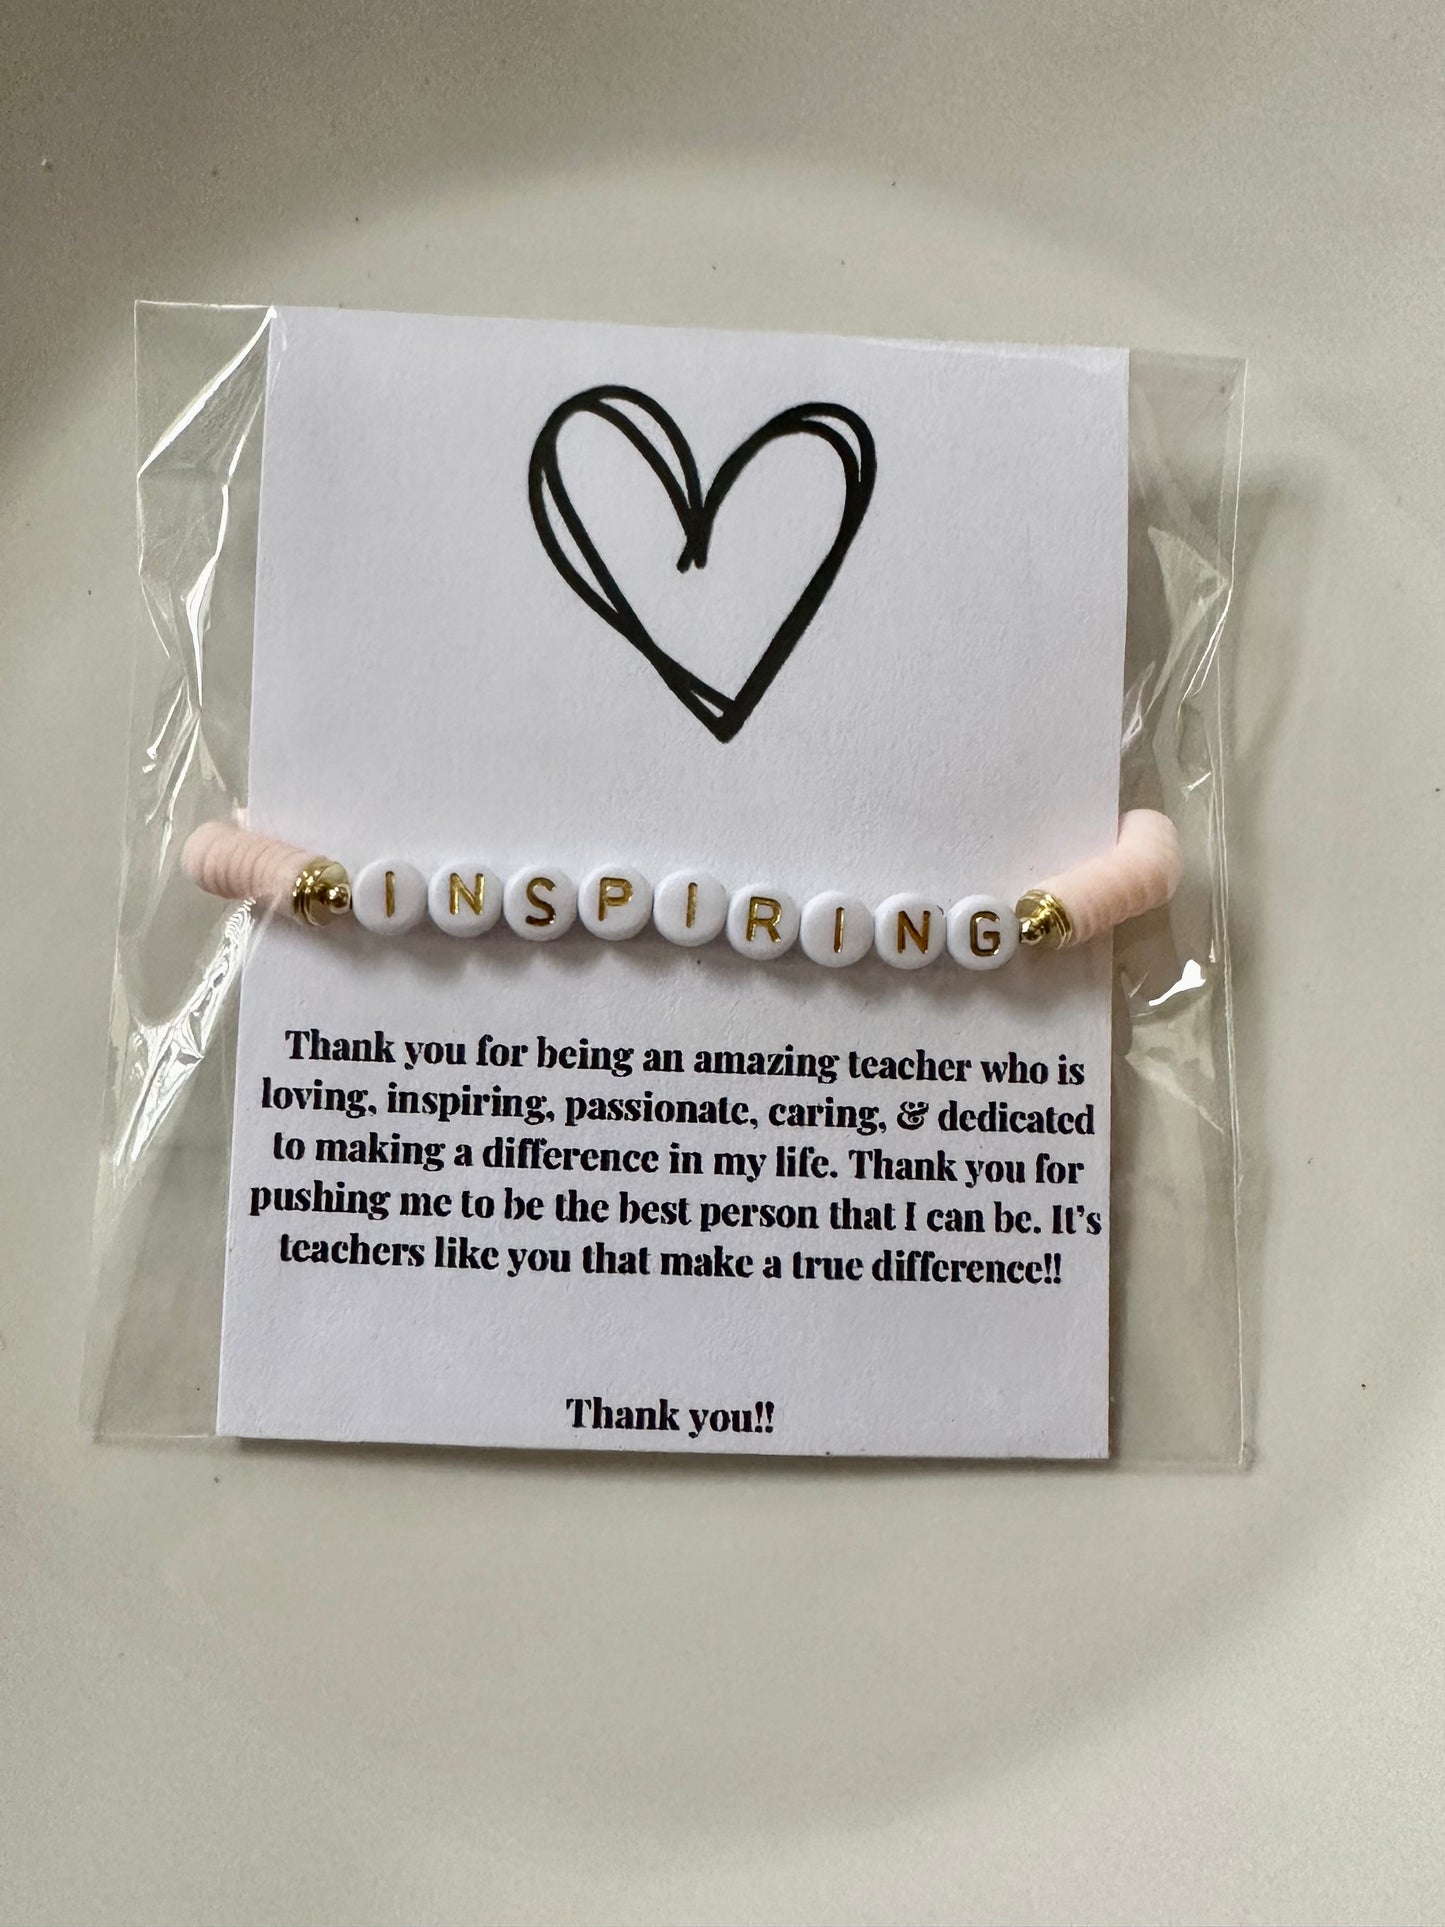 INSPIRING
Thank you for being an amazing teacher who is
loving, inspiring, passionate, caring, & dedicated
to making a difference in my life. Thank you for
pushing me to be the best person that I can be. It's
teachers like you that make a true difference!!
Thank you!!